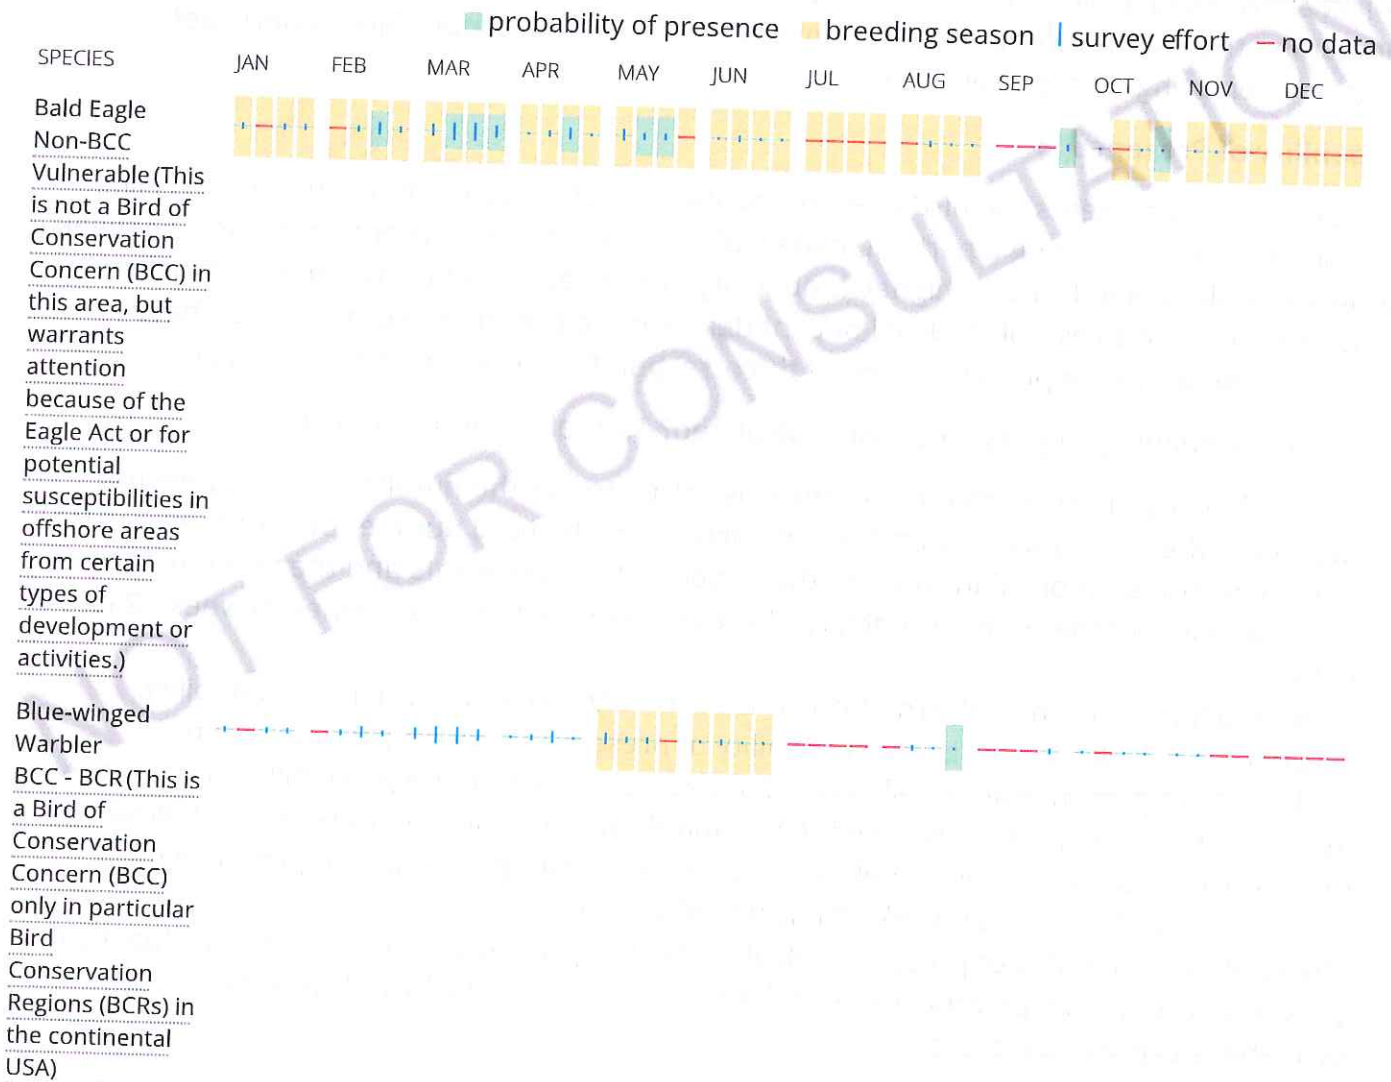 probability of presence breeding season survey effort no data
SPECIES JAN FEB MAR APR MAY JUN JUL AUG SEP OCT NOV DEC
Bald Eagle
Non-BCC
Vulnerable (This
is not a Bird of
Conservation
Concern (BCC) in
this area, but
warrants
attention
because of the
Eagle Act or for
potential
susceptibilities in
offshore areas
from certain
types of
development or
activities.)
Blue-winged
Warbler
BCC - BCR (This is
a Bird of
Conservation
Concern (BCC)
only in particular
Bird
Conservation
Regions (BCRs) in
the continental
USA)
NOT FOR CONSULTATION